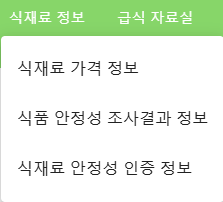 식재료 정보 급식 자료실
식재료 가격 정보
식품 안정성 조사결과 정보
식재료 안정성 인증 정보